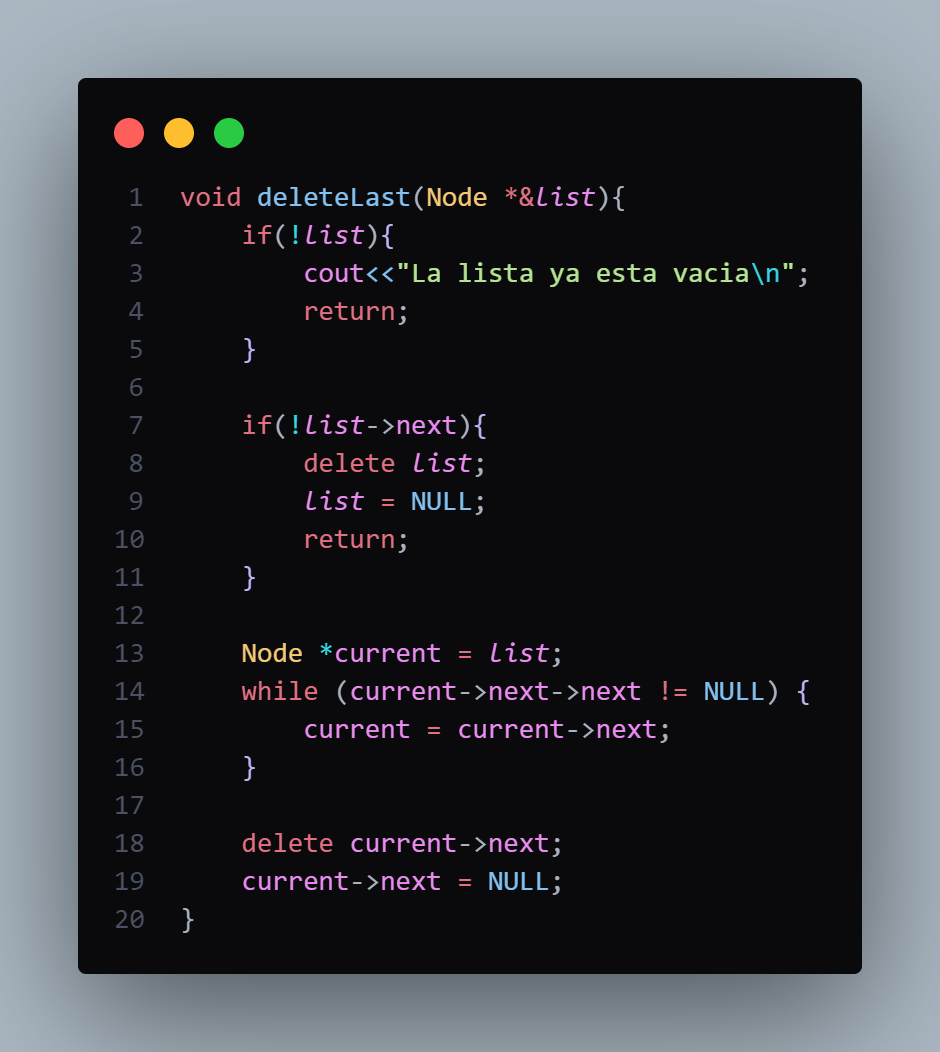 1 void deleteLast(Node *&list){
2     if(!list){
3         cout<<"La lista ya esta vacia\n";
4         return;
5     }
6
7     if(!list->next){
8         delete list;
9         list = NULL;
10         return;
11     }
12
13     Node *current = list;
14     while (current->next->next != NULL) {
15         current = current->next;
16     }
17
18     delete current->next;
19     current->next = NULL;
20 }